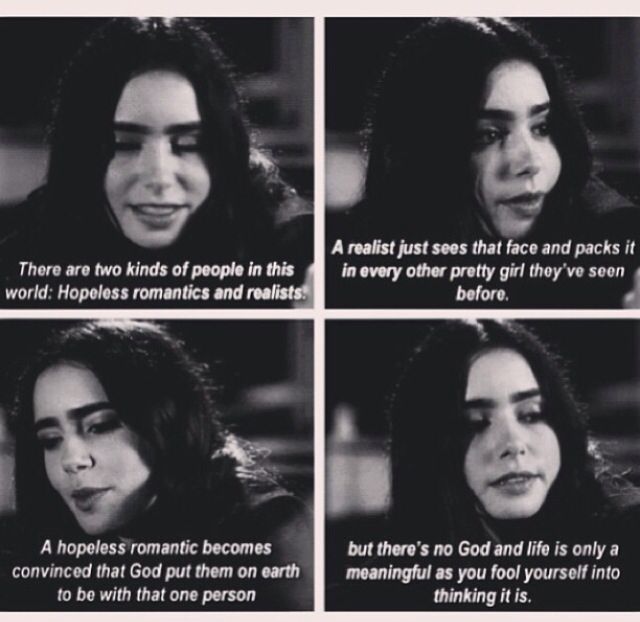 There are two kinds of people in this
world: Hopeless romantics and realists.
A realist just sees that face and packs it
in every other pretty girl they've seen
before.
A hopeless romantic becomes
convinced that God put them on earth
to be with that one person
but there's no God and life is only a
meaningful as you fool yourself into
thinking it is.